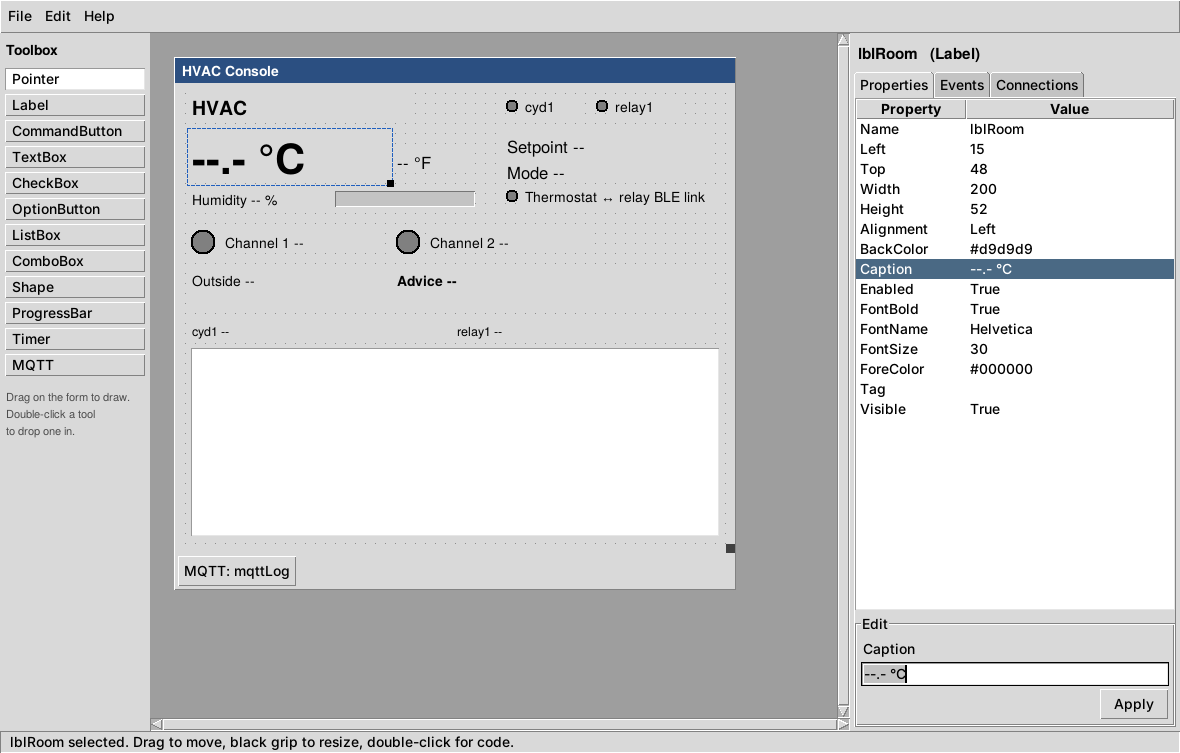 File Edit Help
Toolbox
Pointer
Label
CommandButton
TextBox
CheckBox
OptionButton
ListBox
ComboBox
Shape
ProgressBar
Timer
MQTT
Drag on the form to draw.
Double-click a tool
to drop one in.
HVAC Console
HVAC
cyd1
relay1
--.- °C
-- °F
Setpoint --
Mode --
Humidity -- %
Thermostat ↔ relay BLE link
Channel 1 --
Channel 2 --
Outside --
Advice --
cyd1 --
relay1 --
MQTT: mqttLog
lblRoom (Label)
Properties Events Connections
Property Value
Name lblRoom
Left 15
Top 48
Width 200
Height 52
Alignment Left
BackColor #d9d9d9
Caption --.- °C
Enabled True
FontBold True
FontName Helvetica
FontSize 30
ForeColor #000000
Tag
Visible True
Edit
Caption
--.- °C
Apply
lblRoom selected. Drag to move, black grip to resize, double-click for code.